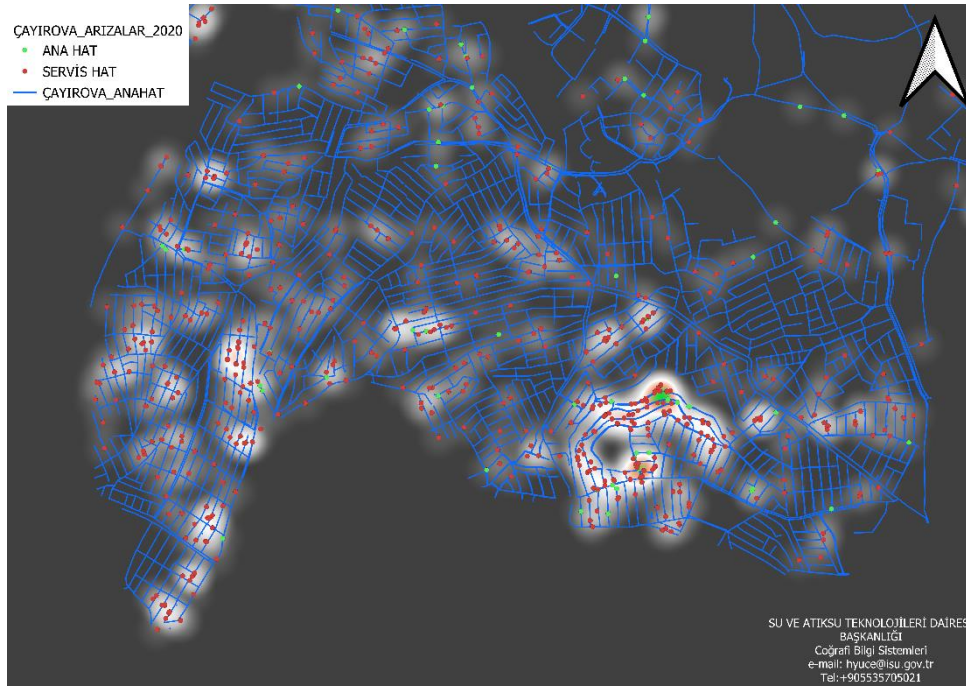 ÇAYIROVA_ARIZALAR_2020
ANA HAT
SERVİS HAT
ÇAYIROVA_ANAHAT
SU VE ATIKSU TEKNOLOJİLERİ DAİRES
BAŞKANLIĞI
Coğrafi Bilgi Sistemleri
e-mail: hyuce@isu.gov.tr
Tel:+905535705021